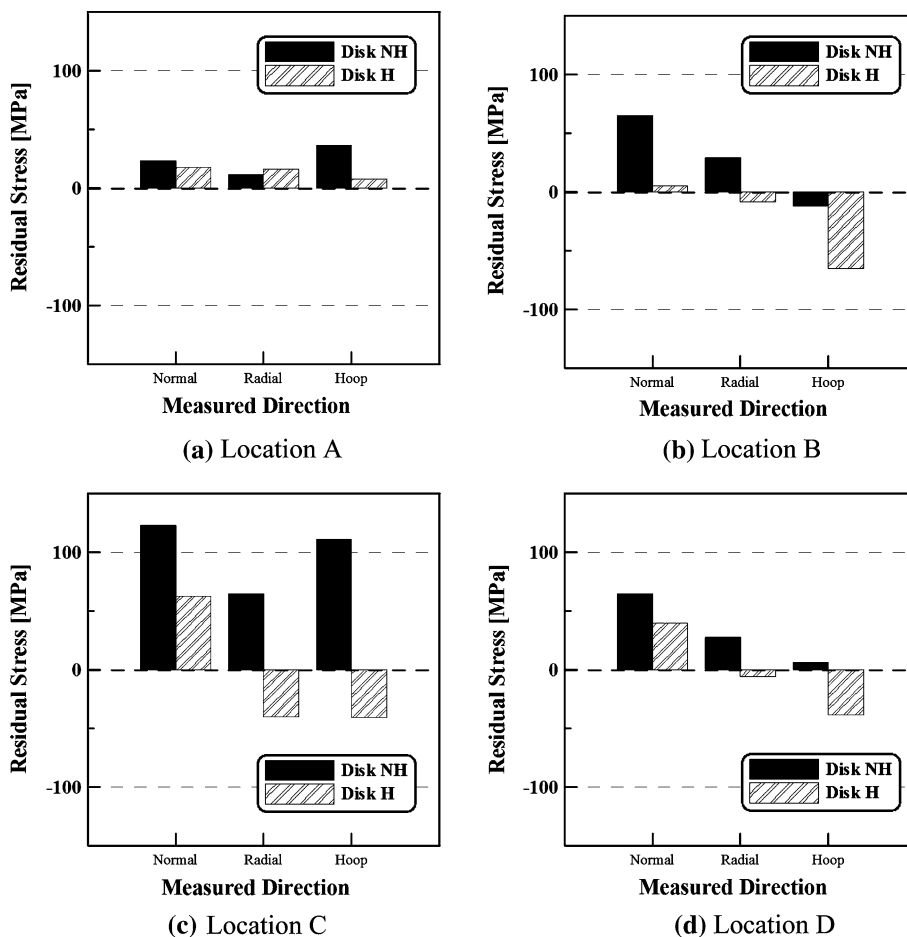 Residual Stress [MPa]
100
0
-100
Disk NH
Disk H
Normal Radial Hoop
Measured Direction
(a) Location A
Residual Stress [MPa]
100
0
-100
Disk NH
Disk H
Normal Radial Hoop
Measured Direction
(b) Location B
Residual Stress [MPa]
100
0
-100
Disk NH
Disk H
Normal Radial Hoop
Measured Direction
(c) Location C
Residual Stress [MPa]
100
0
-100
Disk NH
Disk H
Normal Radial Hoop
Measured Direction
(d) Location D